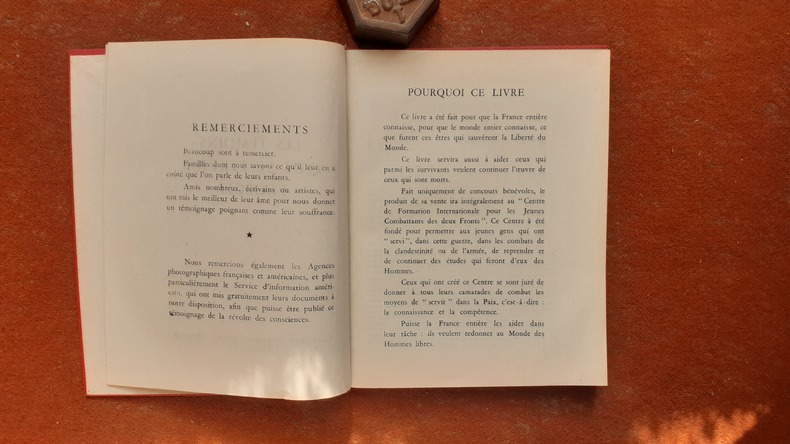 REMERCIEMENTS
Beaucoup sont à remercier.
Familles dont nous savons ce qu'il leur en a
coûté que l'on parle de leurs enfants.
Amis nombreux, écrivains ou artistes, qui
ont mis le meilleur de leur âme pour nous donner
un témoignage poignant comme leur souffrance.
Nous remercions également les Agences
photographiques françaises et américaines, et plus
particulièrement le Service d'information améri-
cain, qui ont mis gratuitement leurs documents à
notre disposition, afin que puisse être publié ce
témoignage de la révolte des consciences.
POURQUOI CE LIVRE
Ce livre a été fait pour que la France entière
connaisse, pour que le monde entier connaisse, ce
que furent ces êtres qui sauvèrent la Liberté du
Monde.
Ce livre servira aussi à aider ceux qui
parmi les survivants veulent continuer l'œuvre de
ceux qui sont morts.
Fait uniquement de concours bénévoles, le
produit de sa vente ira intégralement au "Centre
de Formation Internationale pour les Jeunes
Combattants des deux Fronts". Ce Centre à été
fondé pour permettre aux jeunes gens qui ont
"servi", dans cette guerre, dans les combats de
la clandestinité ou de l'armée, de reprendre et
de continuer des études qui feront d'eux des
Hommes.
Ceux qui ont créé ce Centre se sont juré de
donner à tous leurs camarades de combat les
moyens de "servir" dans la Paix, c'est-à-dire :
la connaissance et la compétence.
Puisse la France entière les aider dans
leur tâche : ils veulent redonner au Monde des
Hommes libres.